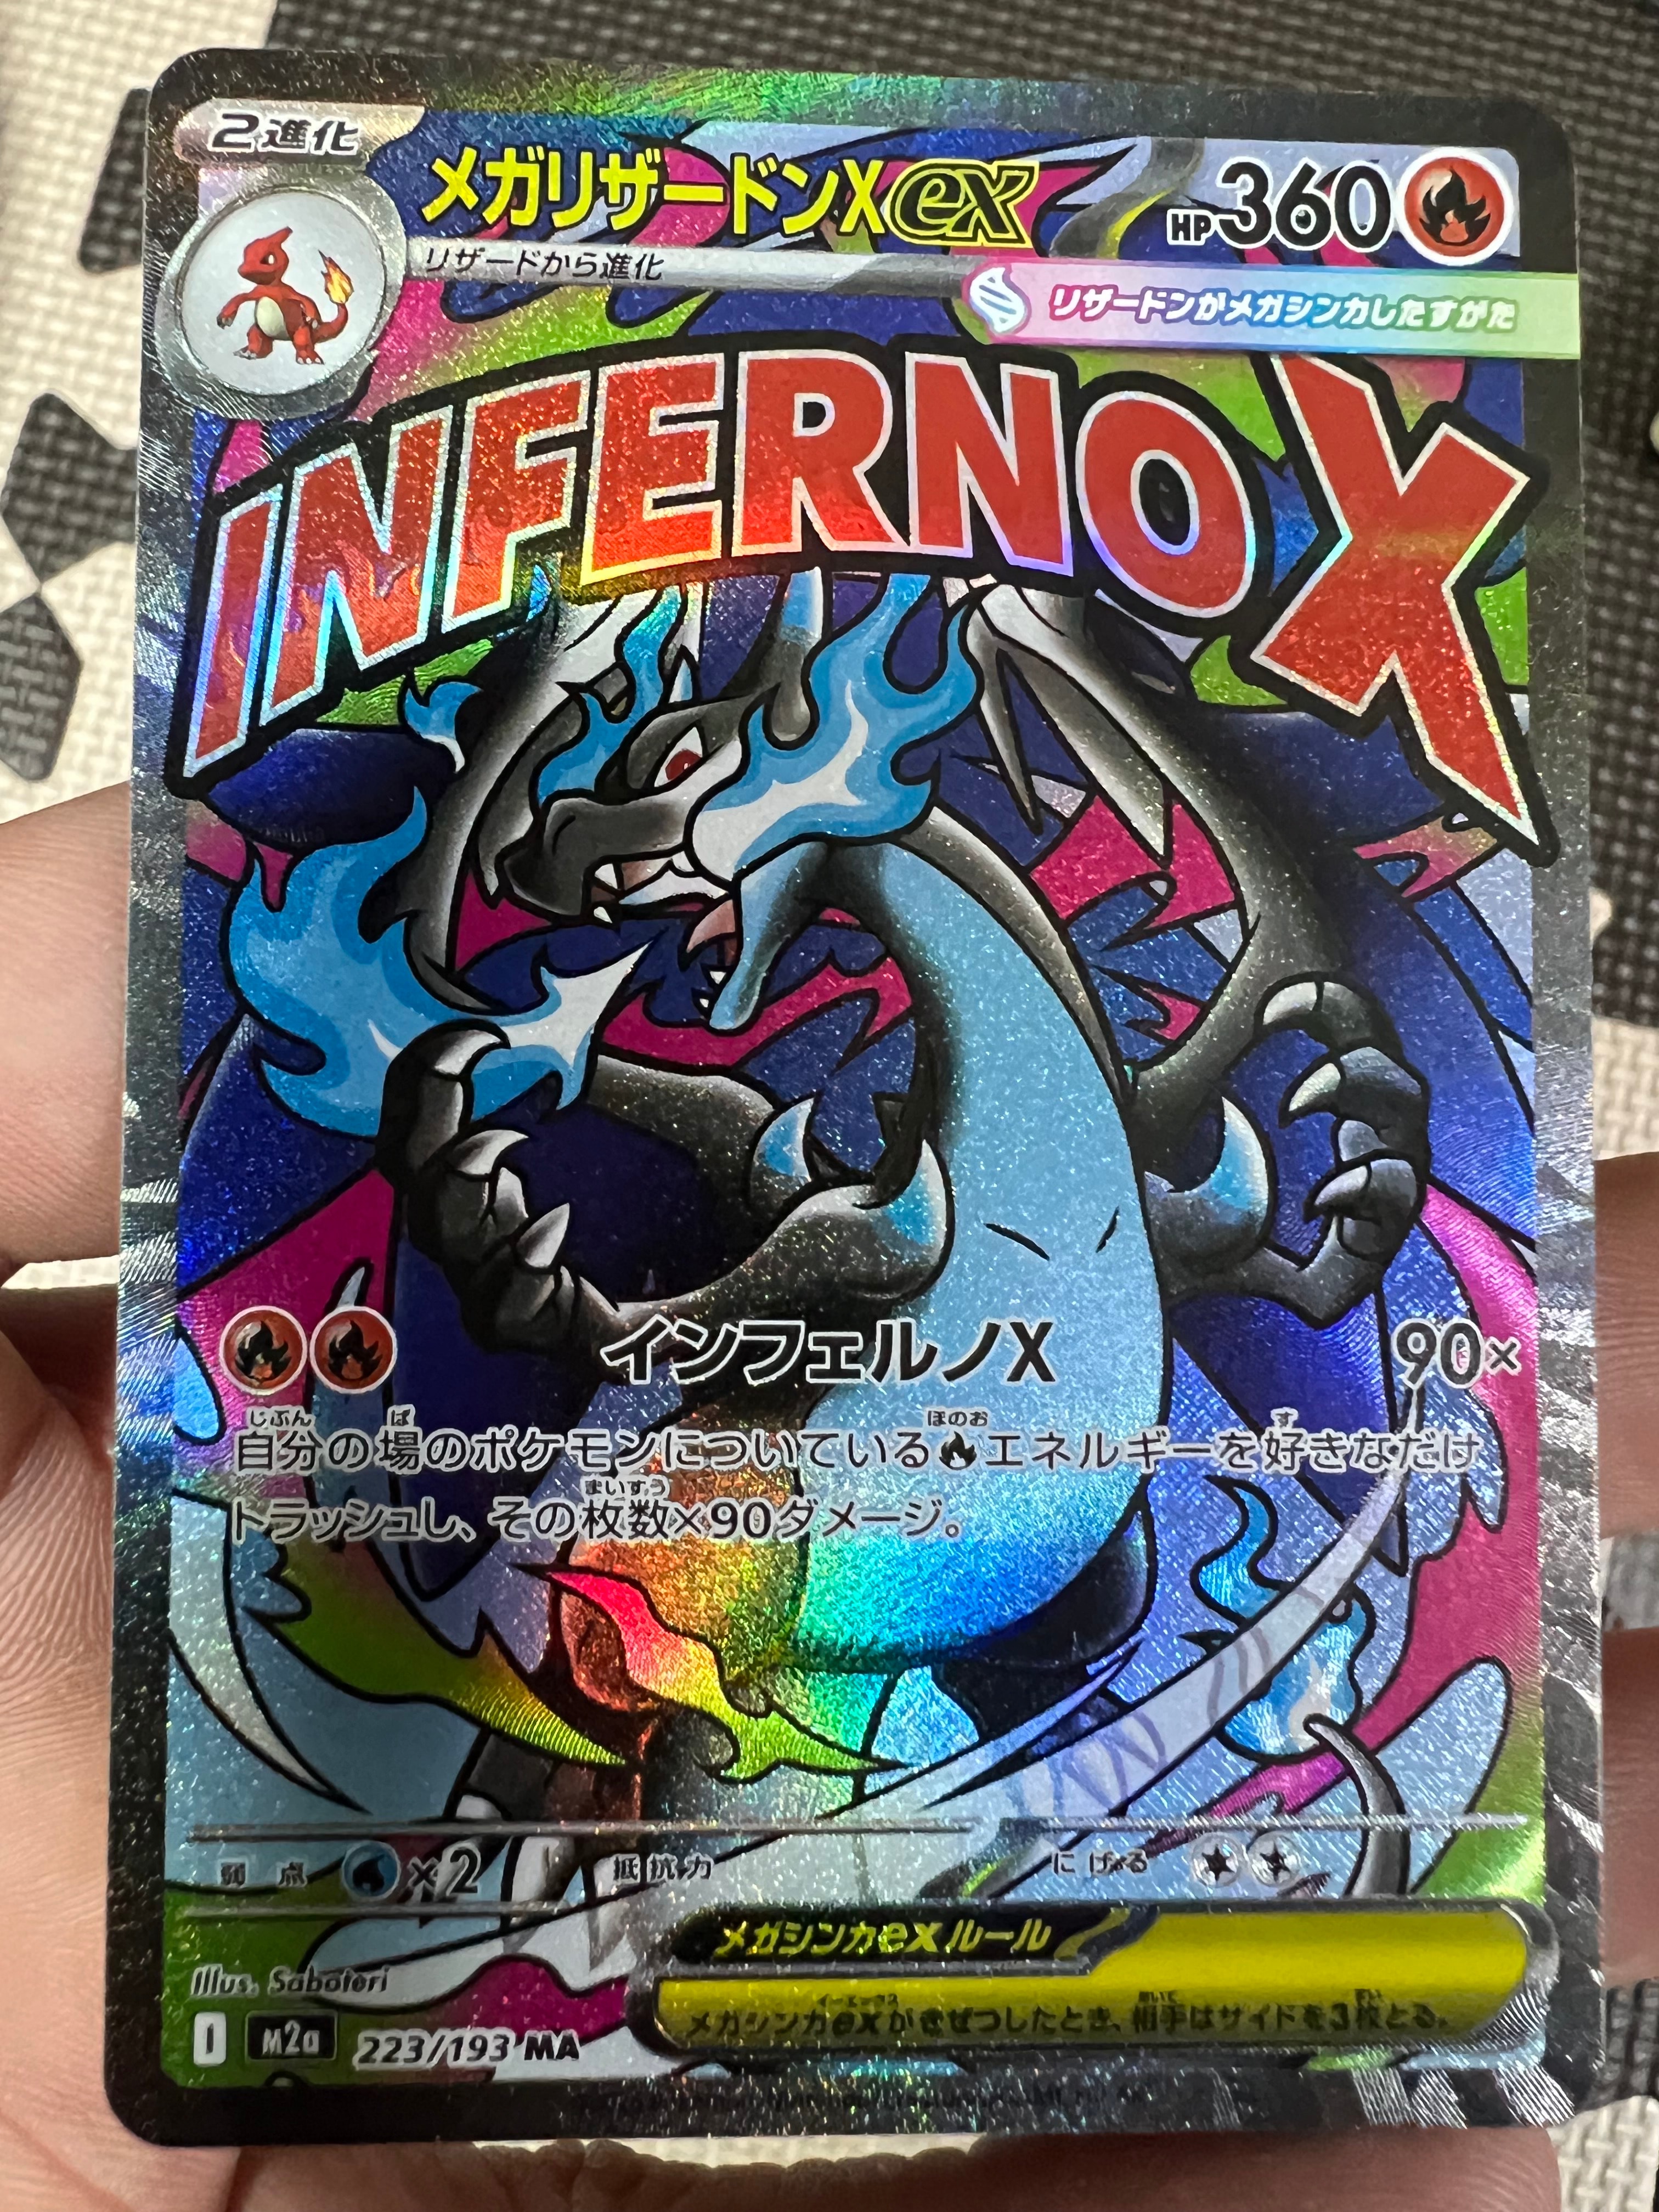 2進化
メガリザードンXex
HP360
リザードから進化
リザードンがメガシンカしたすがた
INFERNO X
インフェルノX 90×
自分の場のポケモンについているエネルギーを好きなだけ
トラッシュし、その枚数×90ダメージ。
弱点 ×2 抵抗力 にげる
メガシンカexルール
メガシンカexがきぜつしたとき、相手はサイドを3枚とる。
Illus. Saboteri
I M2a 223/193 MA